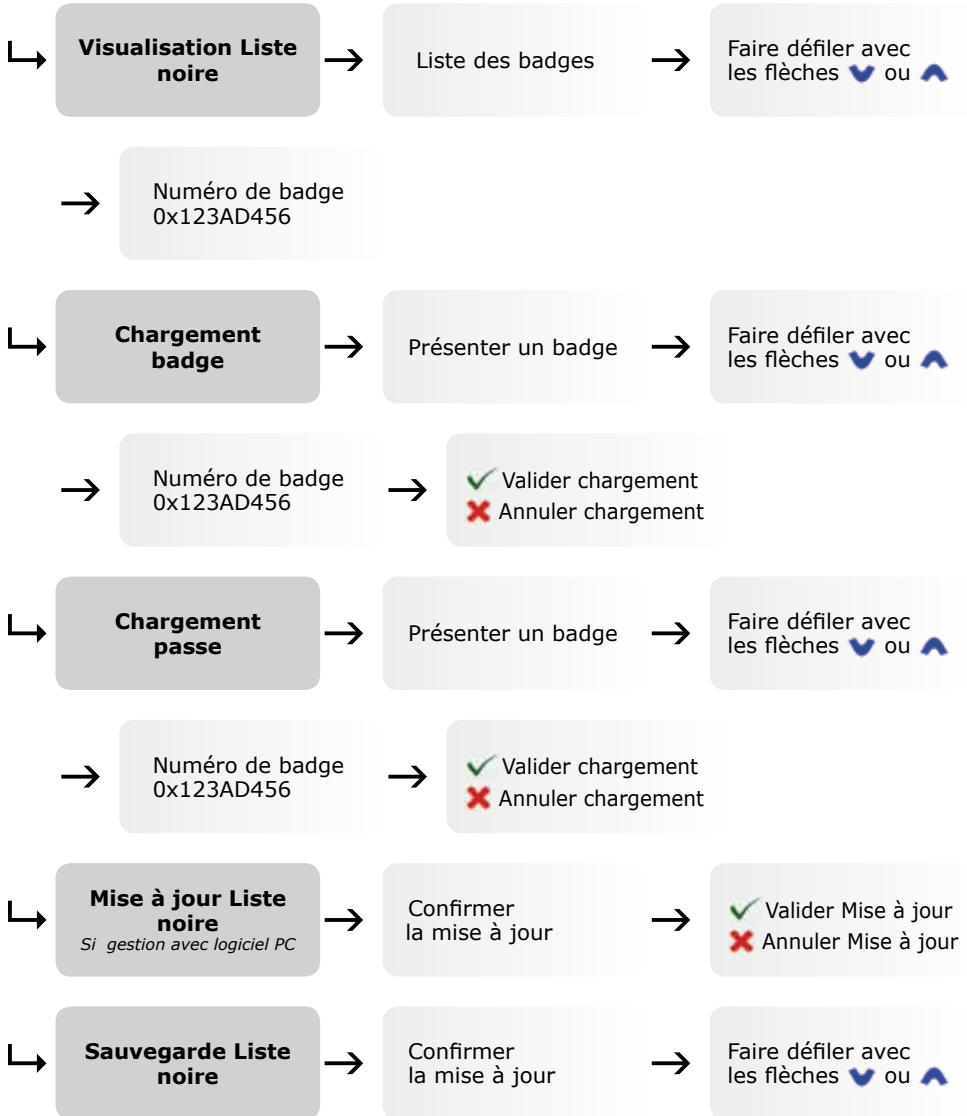 Visualisation Liste
noire
Liste des badges
Faire défiler avec
les flèches ou
Numéro de badge
0x123AD456
Chargement
badge
Présenter un badge
Faire défiler avec
les flèches ou
Numéro de badge
0x123AD456
Valider chargement
Annuler chargement
Chargement
passe
Présenter un badge
Faire défiler avec
les flèches ou
Numéro de badge
0x123AD456
Valider chargement
Annuler chargement
Mise à jour Liste
noire
Si gestion avec logiciel PC
Confirmer
la mise à jour
Valider Mise à jour
Annuler Mise à jour
Sauvegarde Liste
noire
Confirmer
la mise à jour
Faire défiler avec
les flèches ou